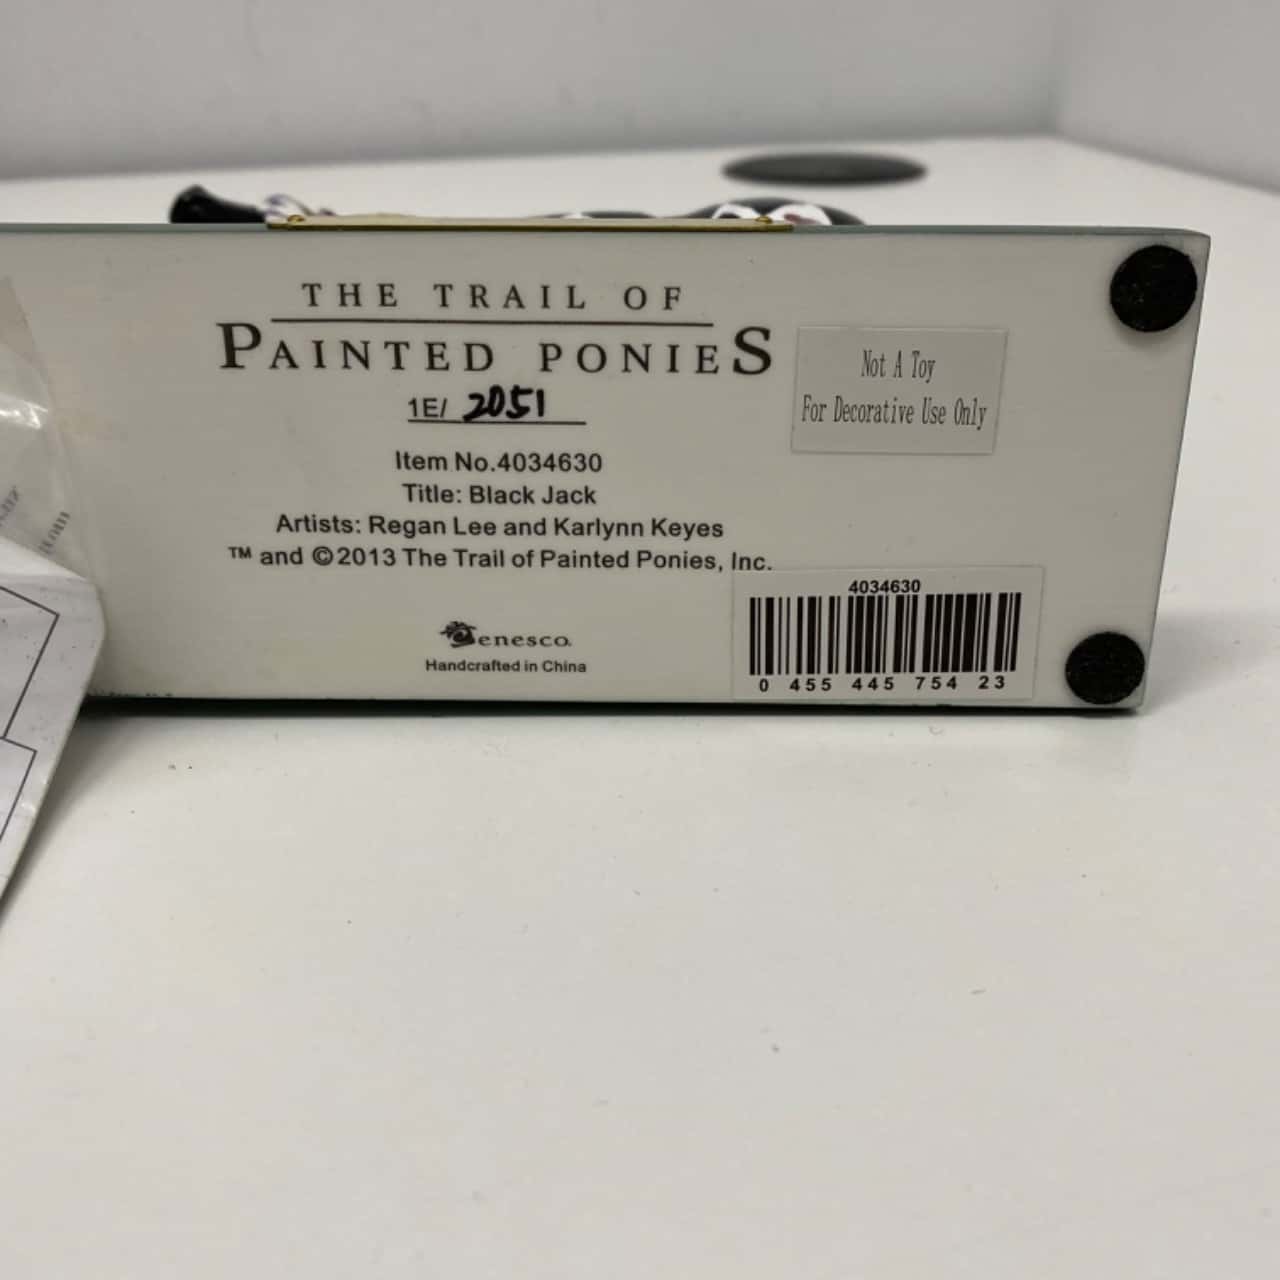 THE TRAIL OF
PAINTED PONIES
1E/ 2051
Item No.4034630
Title: Black Jack
Artists: Regan Lee and Karlynn Keyes
™ and ©2013 The Trail of Painted Ponies, Inc.
enesco.
Handcrafted in China
Not A Toy
For Decorative Use Only
4034630
0 455 445 754 23